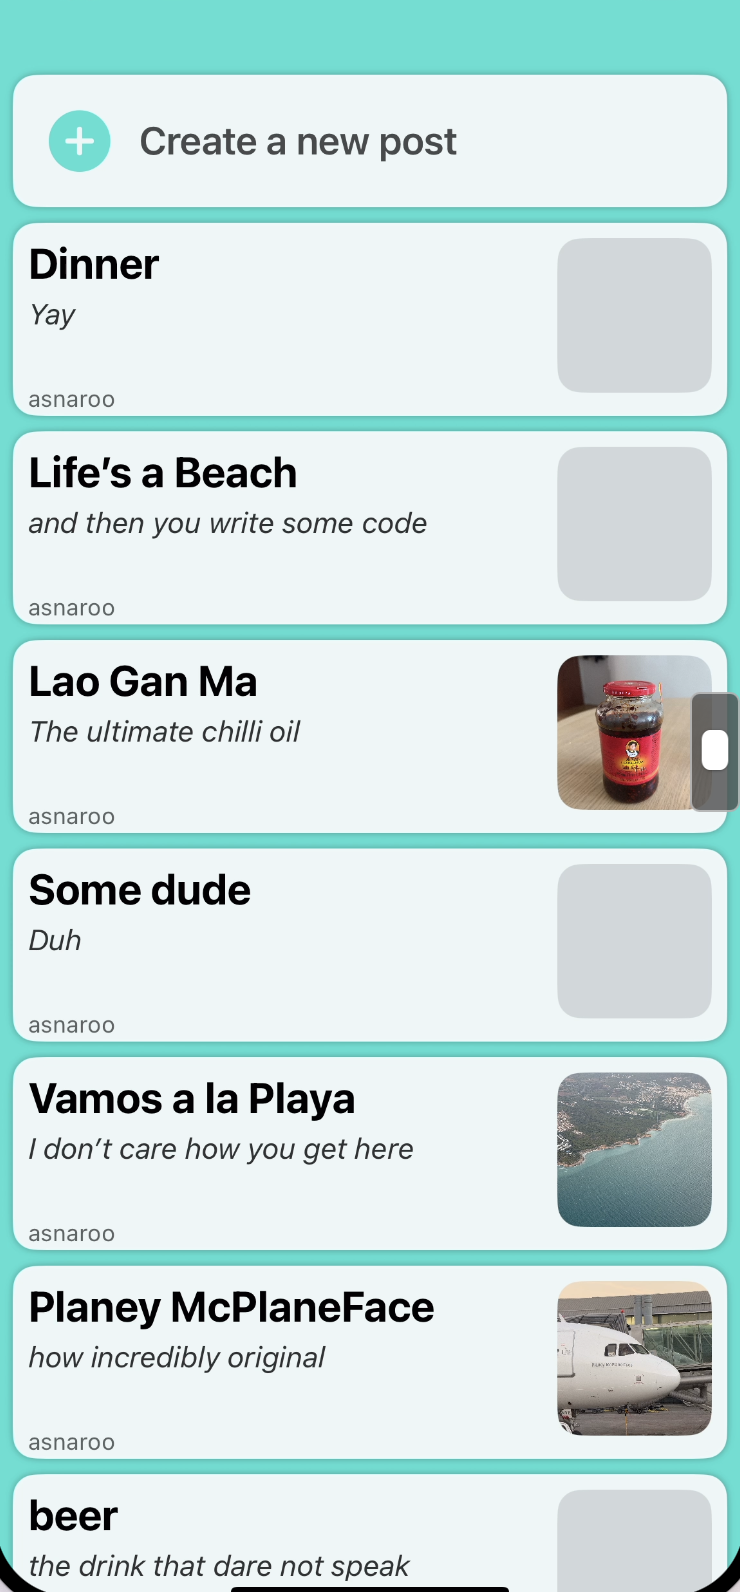 Create a new post
Dinner
Yay
asnaroo
Life’s a Beach
and then you write some code
asnaroo
Lao Gan Ma
The ultimate chilli oil
asnaroo
Some dude
Duh
asnaroo
Vamos a la Playa
I don’t care how you get here
asnaroo
Planey McPlaneFace
how incredibly original
asnaroo
beer
the drink that dare not speak